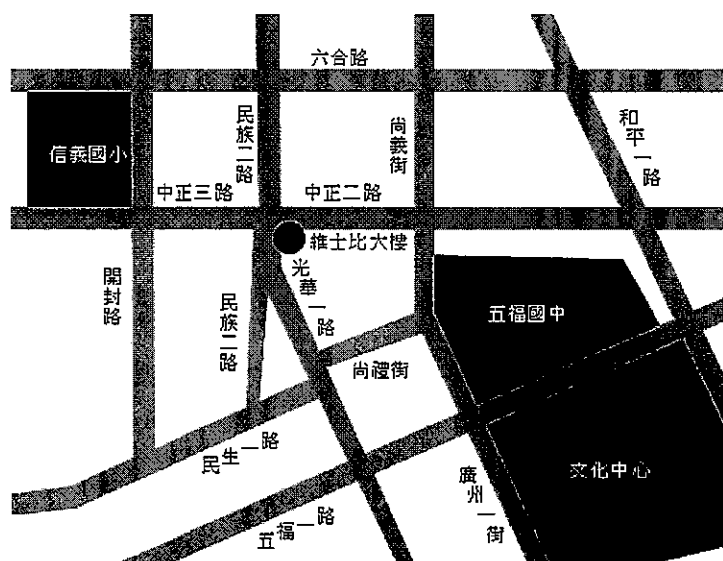 六合路
民族二路
尚義街
和平一路
信義國小
中正三路
中正二路
維士比大樓
開封路
民族二路
光華一路
五福國中
尚禮街
民生一路
文化中心
廣州一街
五福一路